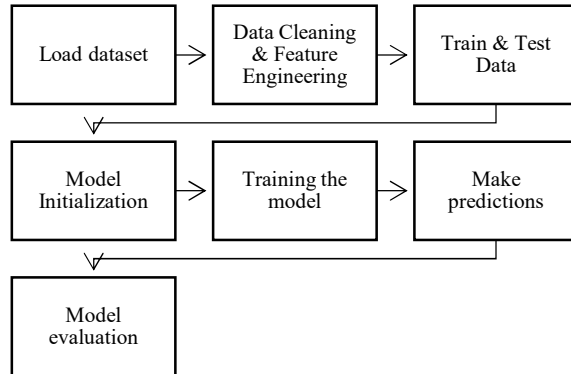 Load dataset
Data Cleaning
& Feature
Engineering
Train & Test
Data
Model
Initialization
Training the
model
Make
predictions
Model
evaluation